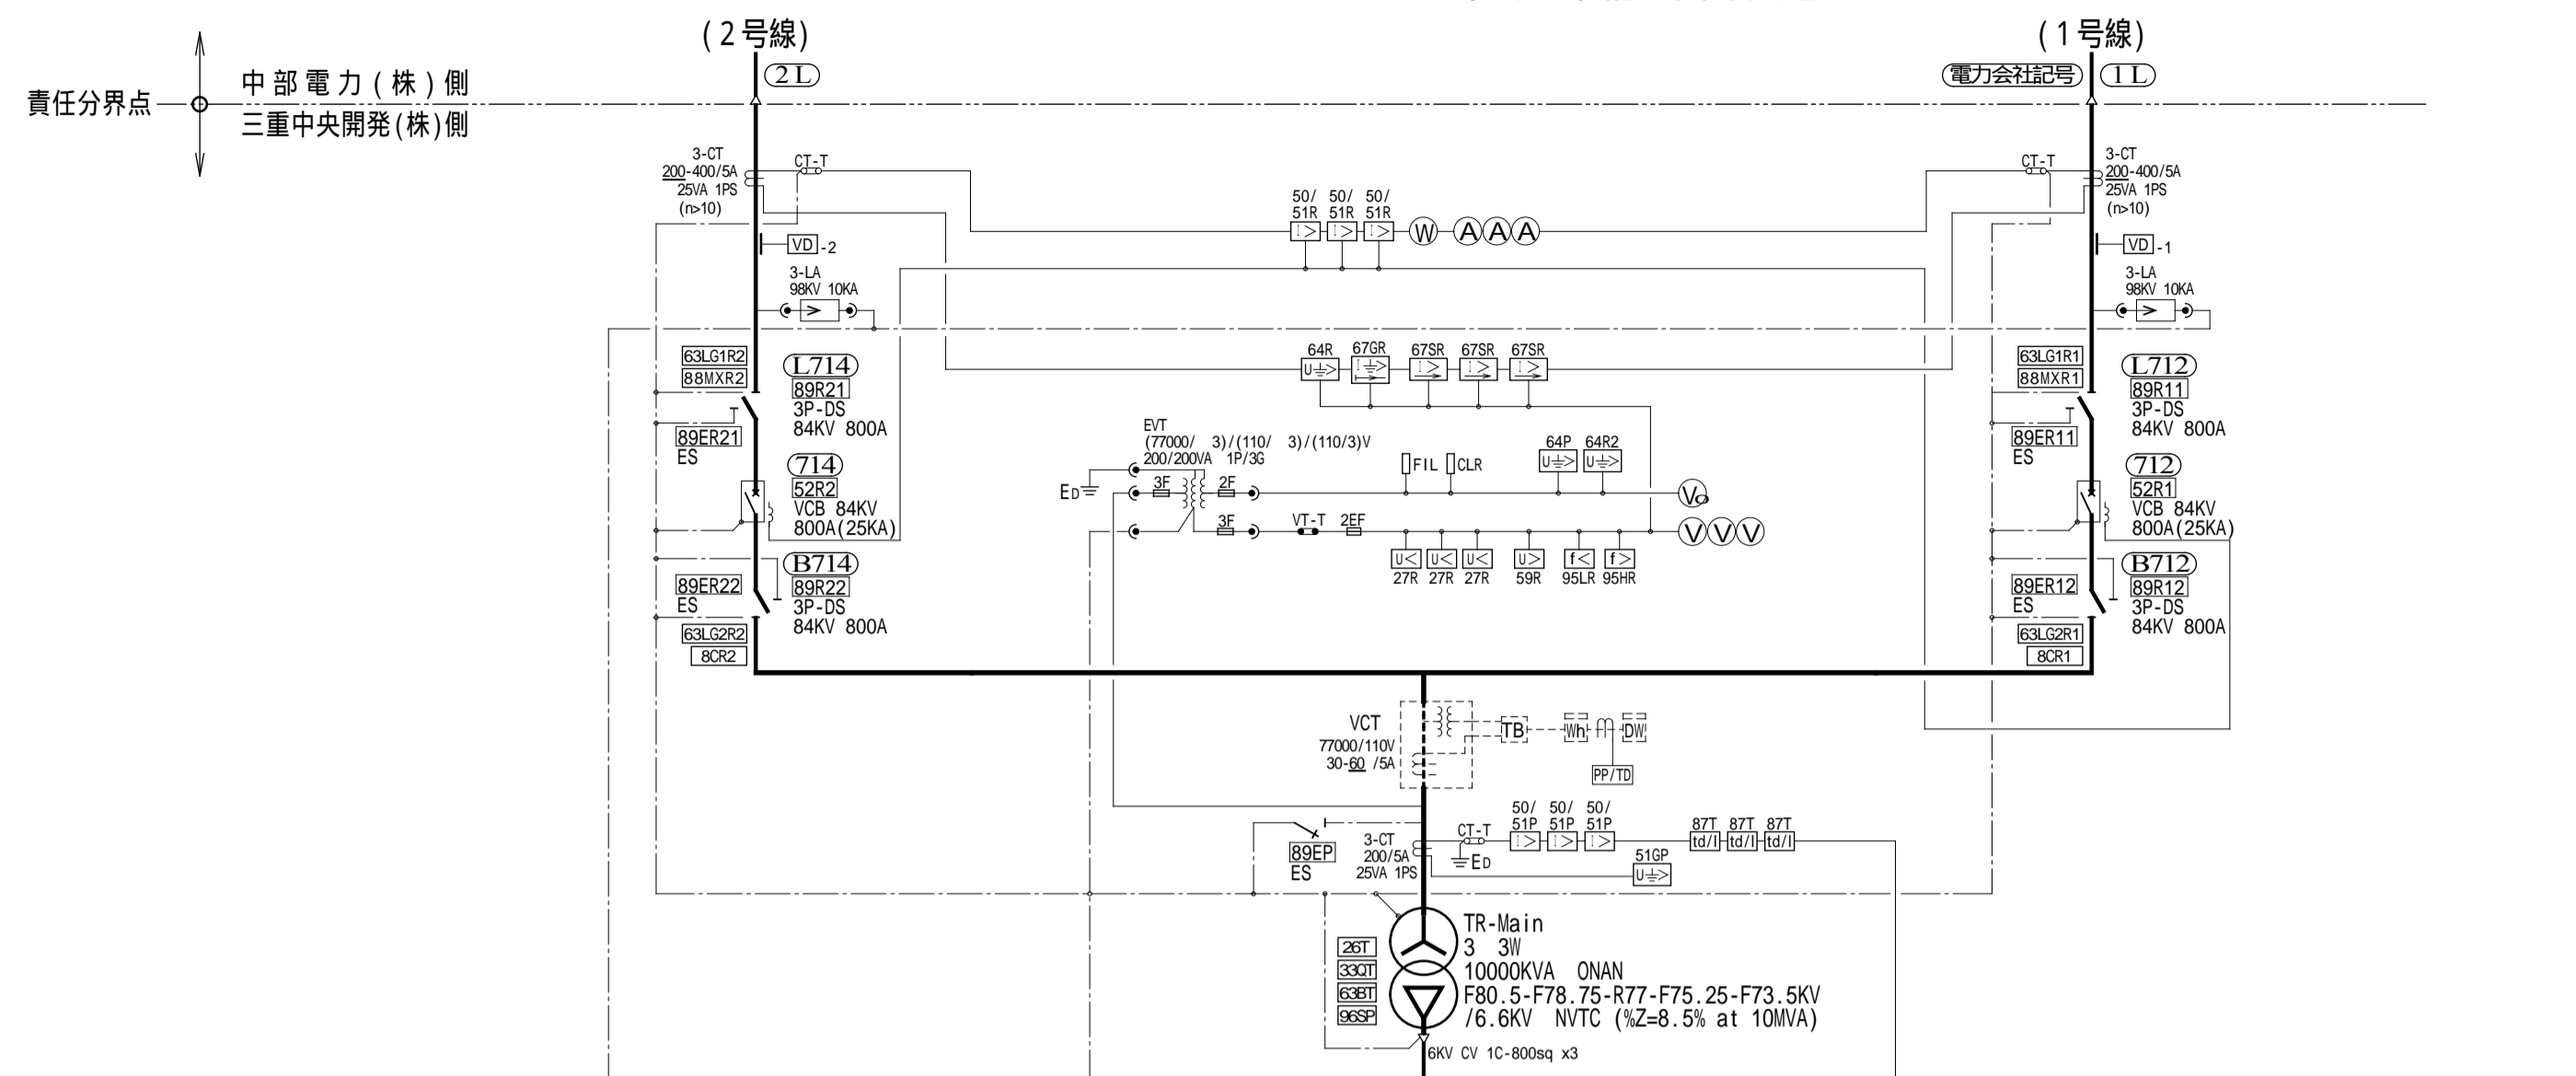 (2号線)
2L
(1号線)
電力会社記号
1L
責任分界点
中部電力(株)側
三重中央開発(株)側
3-CT
200-400/5A
25VA 1PS
(n>10)
CT-T
VD -2
3-LA
98KV 10KA
63LG1R2
88MXR2
L714
89R21
3P-DS
84KV 800A
89ER21
ES
714
52R2
VCB 84KV
800A(25KA)
B714
89ER22
ES
89R22
3P-DS
84KV 800A
63LG2R2
8CR2
50/
51R
50/
51R
50/
51R
I> I> I> W A A A
64R 67GR 67SR 67SR 67SR
U> I> I> I> I>
EVT
(77000/ 3)/(110/ 3)/(110/3)V
200/200VA 1P/3G
ED
3F 2F
FIL CLR
64P 64R2
U> U>
Vo
3F VT-T 2EF
V V V
U< U< U< U> f< f>
27R 27R 27R 59R 95LR 95HR
CT-T
3-CT
200-400/5A
25VA 1PS
(n>10)
VD -1
3-LA
98KV 10KA
63LG1R1
88MXR1
L712
89R11
3P-DS
84KV 800A
89ER11
ES
712
52R1
VCB 84KV
800A(25KA)
B712
89ER12
ES
89R12
3P-DS
84KV 800A
63LG2R1
8CR1
VCT
77000/110V
30-60 /5A
TB Wh DW
PP/TD
89EP
ES
3-CT
200/5A
25VA 1PS
CT-T
ED
50/
51P
50/
51P
50/
51P
I> I> I>
87T 87T 87T
td/I td/I td/I
51GP
U>
26T
33QT
63BT
96SP
TR-Main
3 3W
10000KVA ONAN
F80.5-F78.75-R77-F75.25-F73.5KV
/6.6KV NVTC (%Z=8.5% at 10MVA)
6KV CV 1C-800sq x3